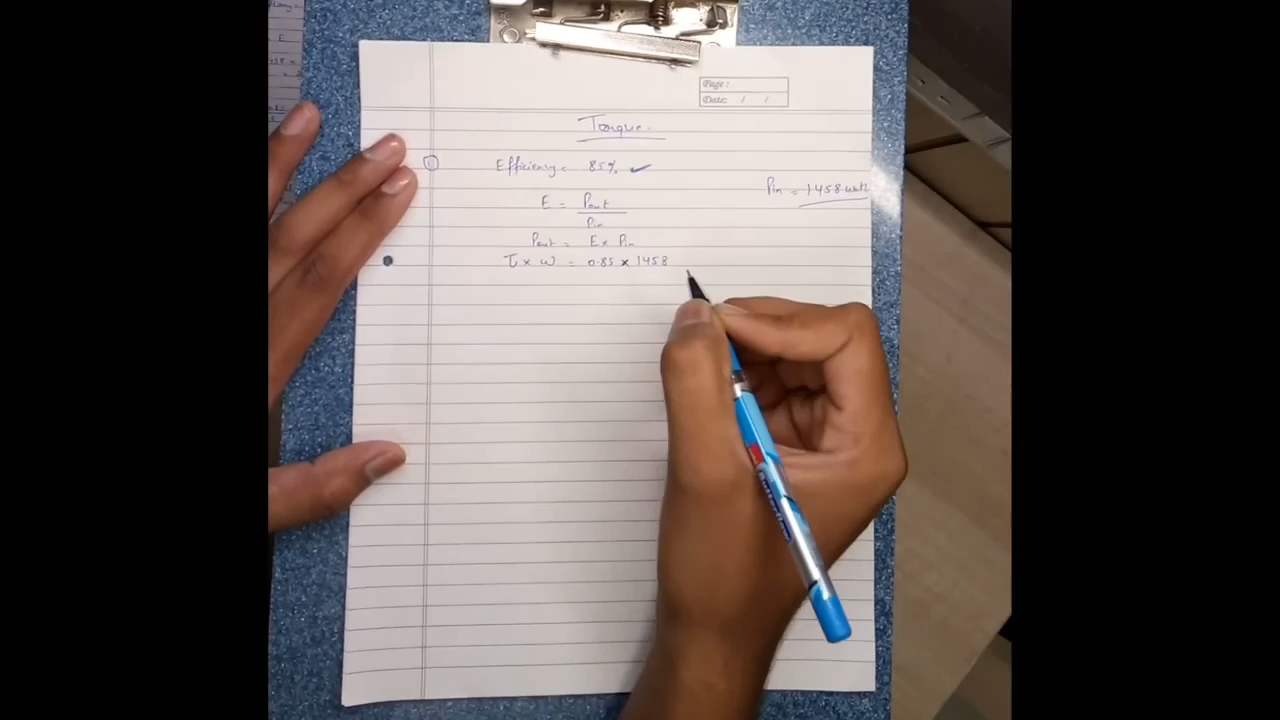 Page :
Date: / /
Torque.
Efficiency = 85% ✓
Pin = 1458 watt
E = Pout / Pin
Pout = E x Pin
τ x ω = 0.85 x 1458